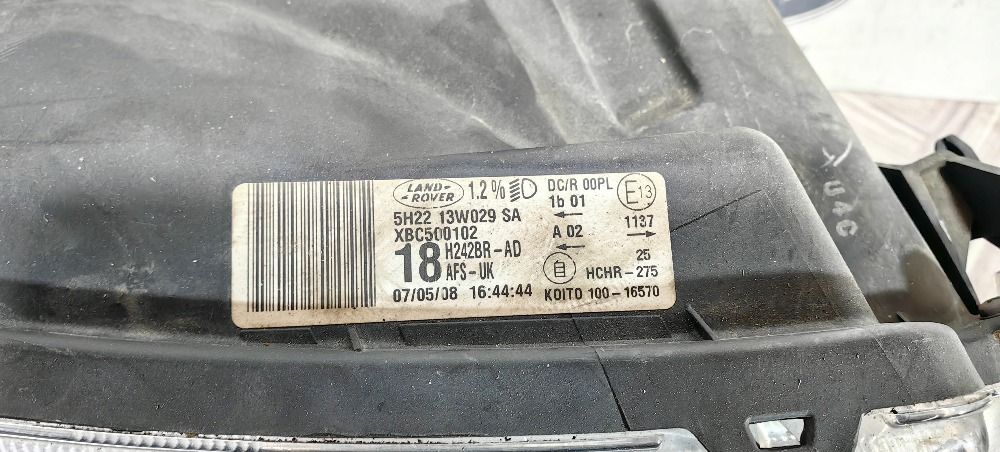 LAND-
-ROVER
1.2% DC/R 00PL E13
5H22 13W029 SA 1b 01
XBC500102 A 02 1137
18 H242BR-AD
AFS-UK 25
HCHR-275
07/05/08 16:44:44 KOITO 100-16570